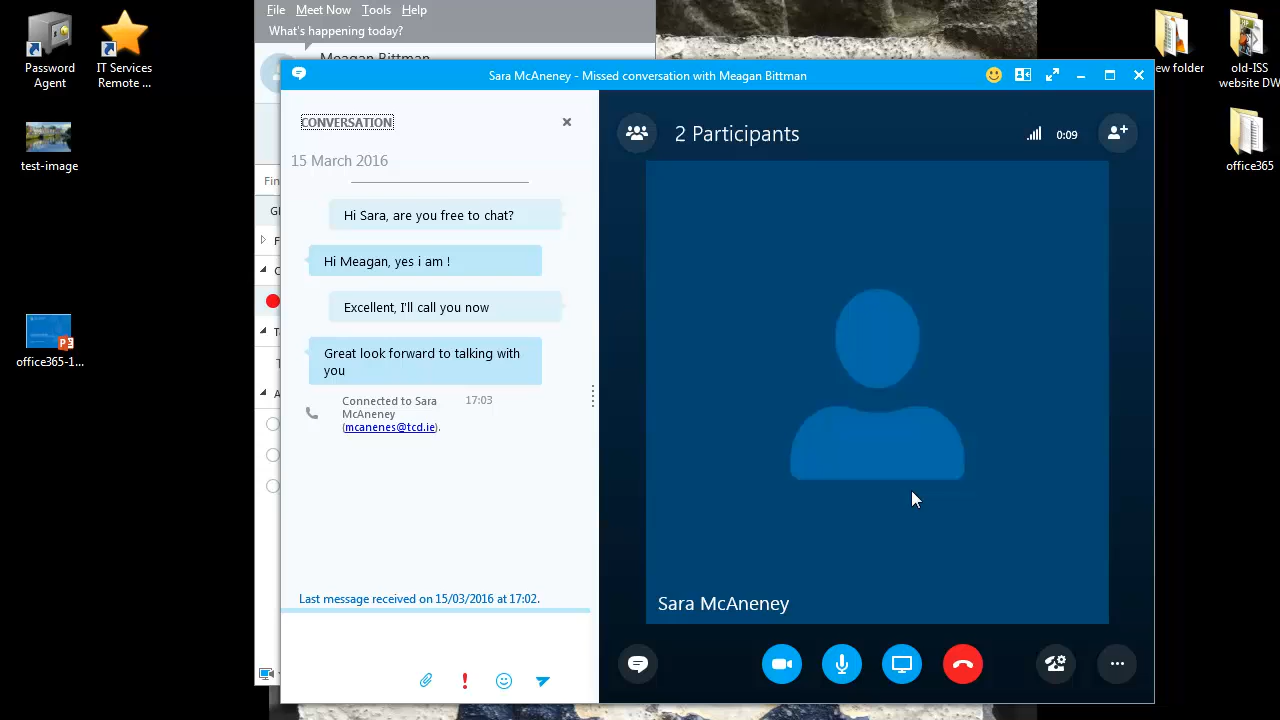 Password
Agent
IT Services
Remote ...
test-image
office365-1...
File Meet Now Tools Help
What's happening today?
Meagan Bittman
Sara McAneney - Missed conversation with Meagan Bittman
CONVERSATION
15 March 2016
Hi Sara, are you free to chat?
Hi Meagan, yes i am !
Excellent, I'll call you now
Great look forward to talking with
you
Connected to Sara
McAneney
(mcanenes@tcd.ie).
17:03
Last message received on 15/03/2016 at 17:02.
2 Participants
0:09
Sara McAneney
folder
old-ISS
website DW
office365